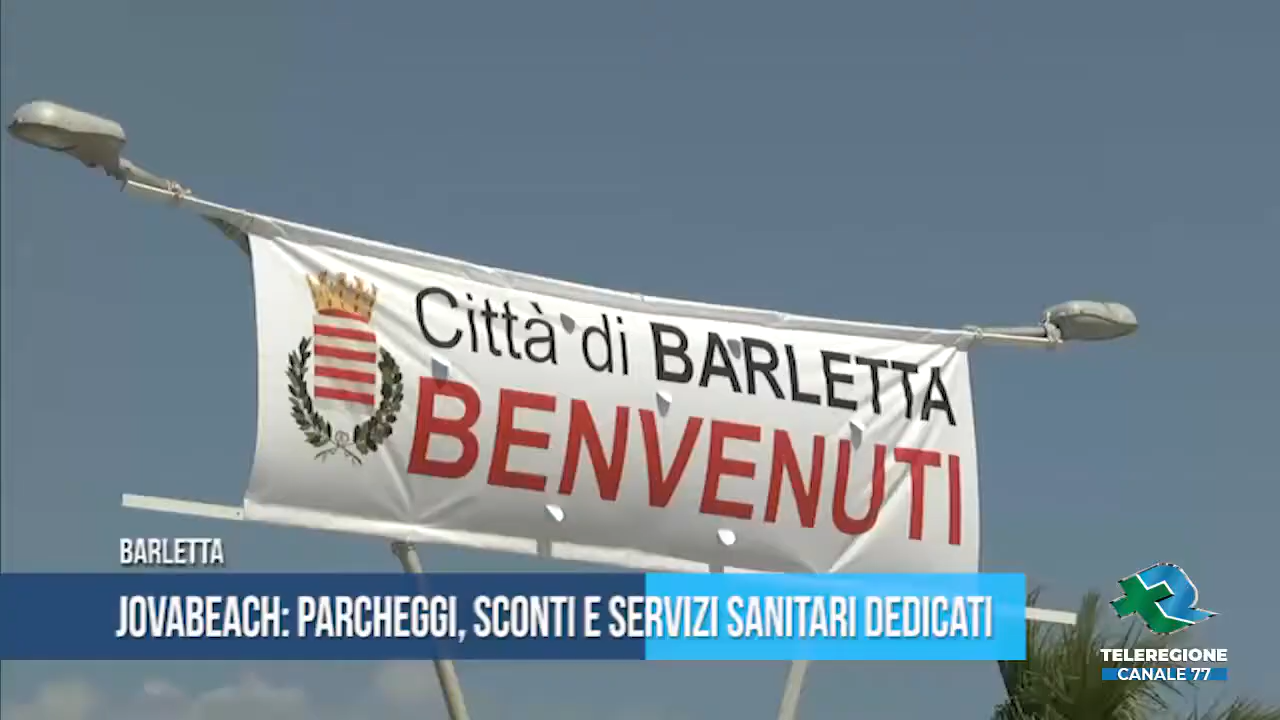 Città di BARLETTA
BENVENUTI
BARLETTA
JOVABEACH: PARCHEGGI, SCONTI E SERVIZI SANITARI DEDICATI
TELEREGIONE
CANALE 77